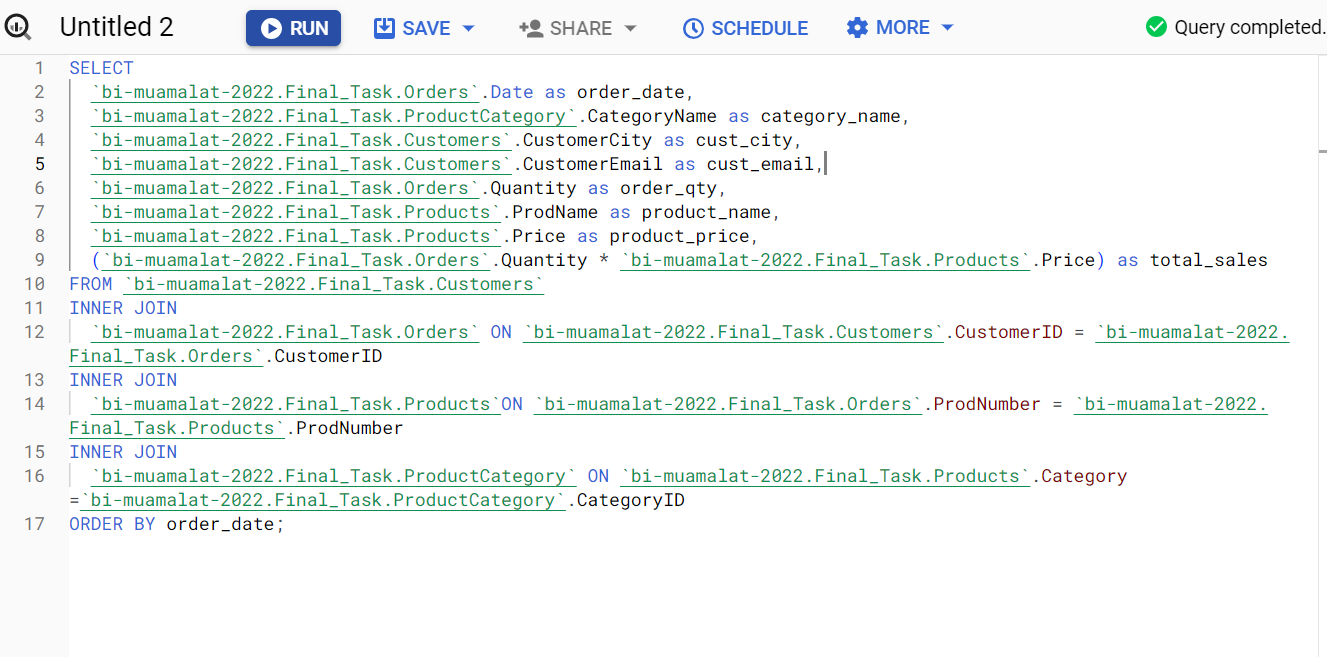 Untitled 2 RUN SAVE SHARE SCHEDULE MORE Query completed.
1 SELECT
2 `bi-muamalat-2022.Final_Task.Orders`.Date as order_date,
3 `bi-muamalat-2022.Final_Task.ProductCategory`.CategoryName as category_name,
4 `bi-muamalat-2022.Final_Task.Customers`.CustomerCity as cust_city,
5 `bi-muamalat-2022.Final_Task.Customers`.CustomerEmail as cust_email,
6 `bi-muamalat-2022.Final_Task.Orders`.Quantity as order_qty,
7 `bi-muamalat-2022.Final_Task.Products`.ProdName as product_name,
8 `bi-muamalat-2022.Final_Task.Products`.Price as product_price,
9 (`bi-muamalat-2022.Final_Task.Orders`.Quantity * `bi-muamalat-2022.Final_Task.Products`.Price) as total_sales
10 FROM `bi-muamalat-2022.Final_Task.Customers`
11 INNER JOIN
12 `bi-muamalat-2022.Final_Task.Orders` ON `bi-muamalat-2022.Final_Task.Customers`.CustomerID = `bi-muamalat-2022.
Final_Task.Orders`.CustomerID
13 INNER JOIN
14 `bi-muamalat-2022.Final_Task.Products`ON `bi-muamalat-2022.Final_Task.Orders`.ProdNumber = `bi-muamalat-2022.
Final_Task.Products`.ProdNumber
15 INNER JOIN
16 `bi-muamalat-2022.Final_Task.ProductCategory` ON `bi-muamalat-2022.Final_Task.Products`.Category
=`bi-muamalat-2022.Final_Task.ProductCategory`.CategoryID
17 ORDER BY order_date;